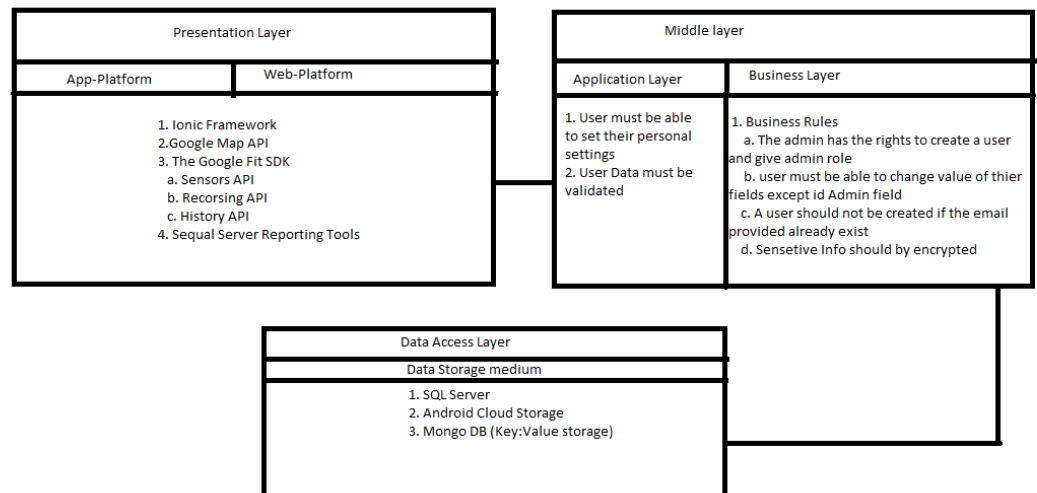 Presentation Layer
App-Platform
Web-Platform
1. Ionic Framework
2.Google Map API
3. The Google Fit SDK
a. Sensors API
b. Recorsing API
c. History API
4. Sequal Server Reporting Tools
Middle layer
Application Layer
Business Layer
1. User must be able
to set their personal
settings
2. User Data must be
validated
1. Business Rules
a. The admin has the rights to create a user
and give admin role
b. user must be able to change value of thier
fields except id Admin field
c. A user should not be created if the email
provided already exist
d. Sensetive Info should by encrypted
Data Access Layer
Data Storage medium
1. SQL Server
2. Android Cloud Storage
3. Mongo DB (Key:Value storage)